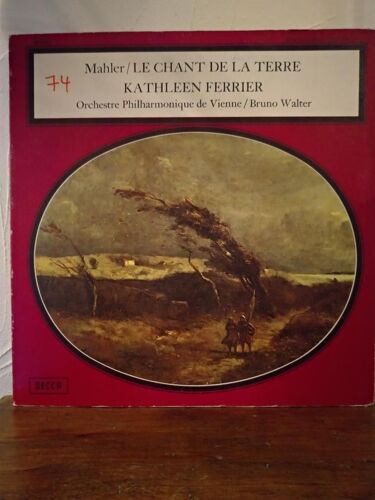 Mahler/LE CHANT DE LA TERRE
74
KATHLEEN FERRIER
Orchestre Philharmonique de Vienne/Bruno Walter
DECCA